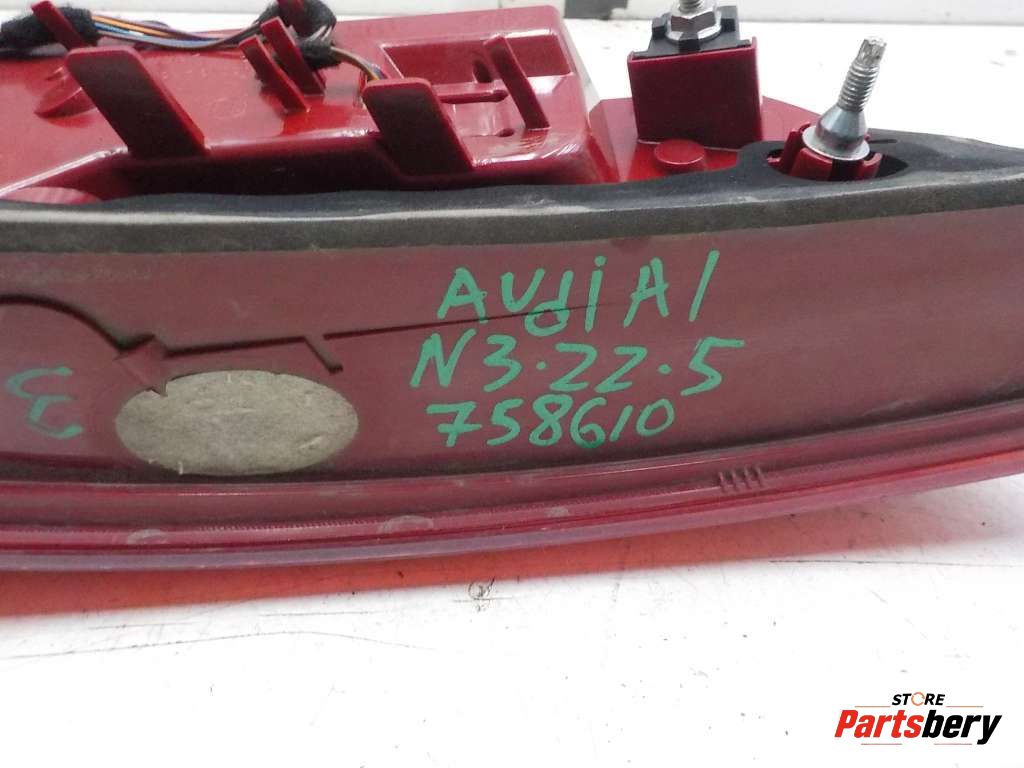 AUdi A1
N3.22.5
758610
STORE
Partsbery